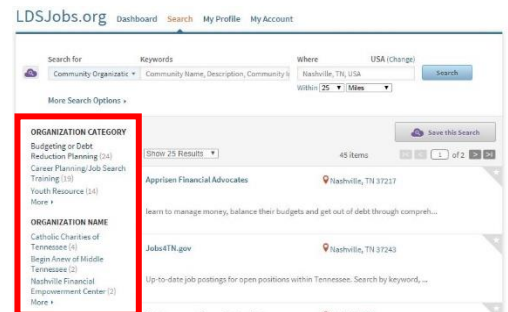 LDSJobs.org Dashboard Search My Profile My Account
Search for Keywords Where USA (Change)
Community Organizatic Community Name, Description, Community Nashville, TN, USA Search
Within 25 Miles
More Search Options »
Save this Search
ORGANIZATION CATEGORY
Budgeting or Debt
Reduction Planning (24)
Career Planning/Job Search
Training (19)
Youth Resource (14)
More
ORGANIZATION NAME
Catholic Charities of
Tennessee (4)
Begin Anew of Middle
Tennessee (2)
Nashville Financial
Empowerment Center (2)
More
Show 25 Results 45 items 1 of 2
Apprisen Financial Advocates Nashville, TN 37217
learn to manage money, balance their budgets and get out of debt through compreh...
Jobs4TN.gov Nashville, TN 37243
Up-to-date job postings for open positions within Tennessee. Search by keyword, ...